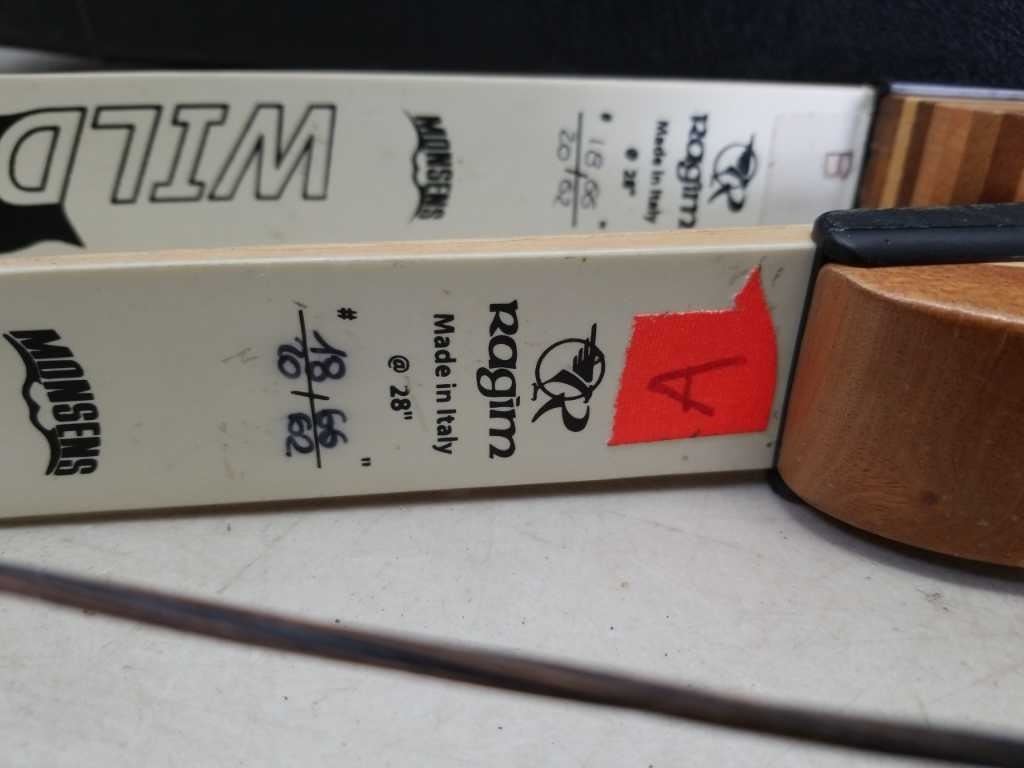 WILD
MONSENS
# 18/66 "
20/62
@ 28"
Made in Italy
Ragim
B
MONSENS
# 18/66 "
20/62
@ 28"
Made in Italy
Ragim
A